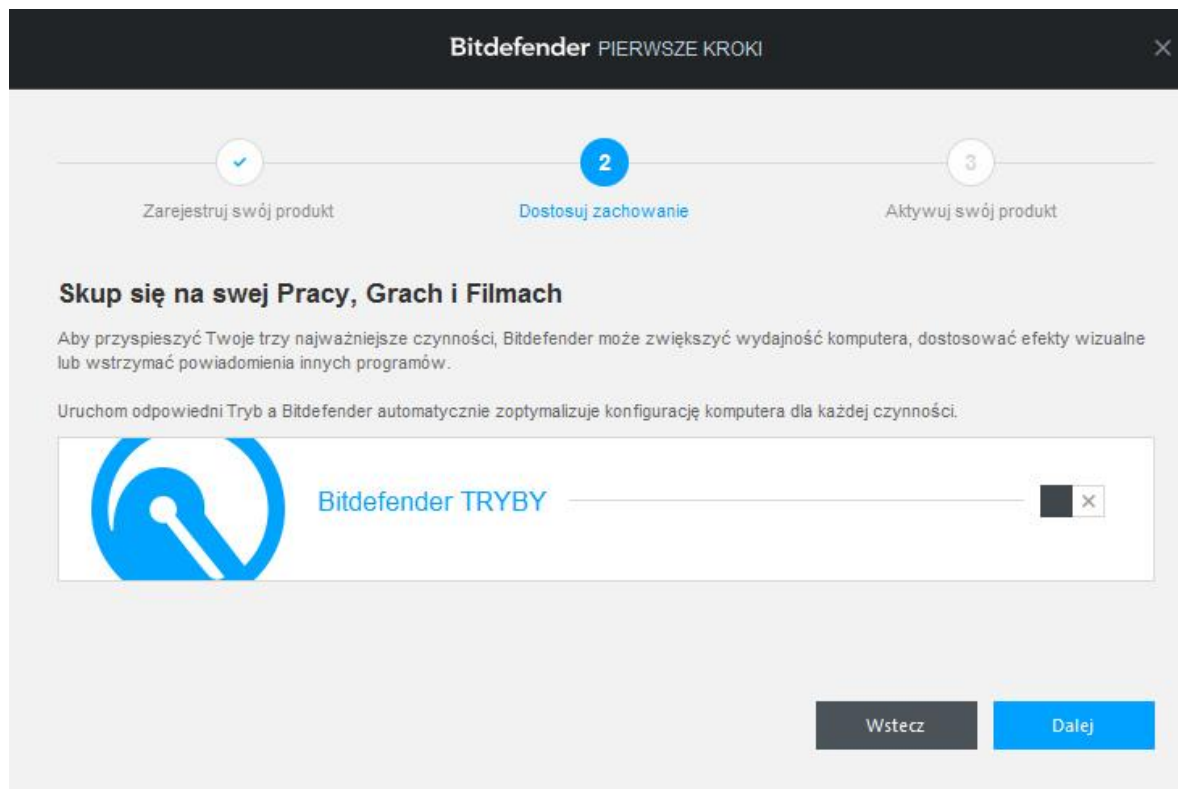 Bitdefender PIERWSZE KROKI
2
3
Zarejestruj swój produkt
Dostosuj zachowanie
Aktywuj swój produkt
Skup się na swej Pracy, Grach i Filmach
Aby przyspieszyć Twoje trzy najważniejsze czynności, Bitdefender może zwiększyć wydajność komputera, dostosować efekty wizualne
lub wstrzymać powiadomienia innych programów.
Uruchom odpowiedni Tryb a Bitdefender automatycznie zoptymalizuje konfigurację komputera dla każdej czynności.
Bitdefender TRYBY
Wstecz
Dalej